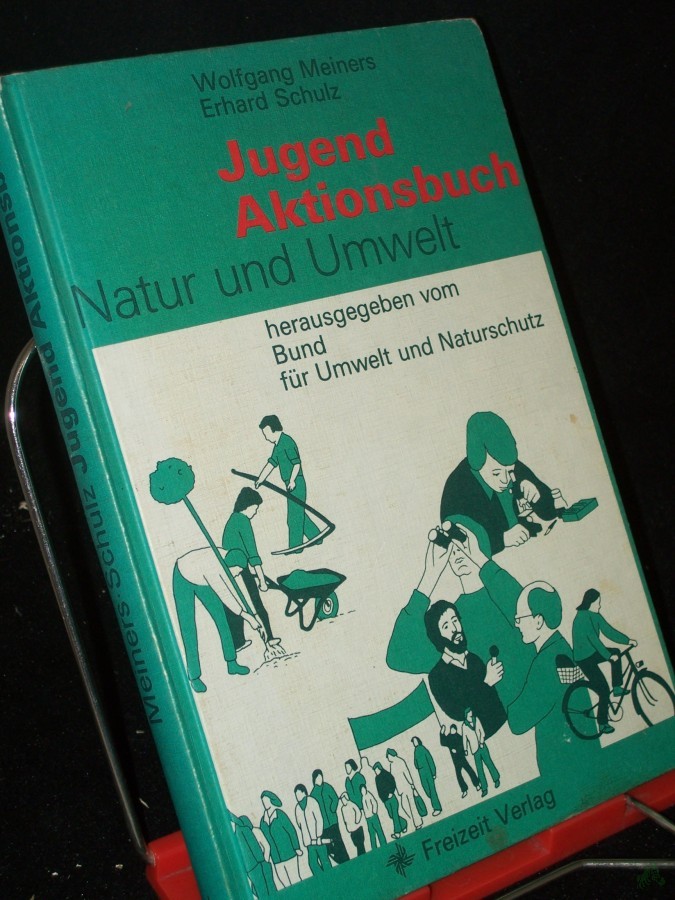 Wolfgang Meiners
Erhard Schulz
Jugend
Aktionsbuch
Natur und Umwelt
herausgegeben vom
Bund
für Umwelt und Naturschutz
Freizeit Verlag
Meiners·Schulz Jugend